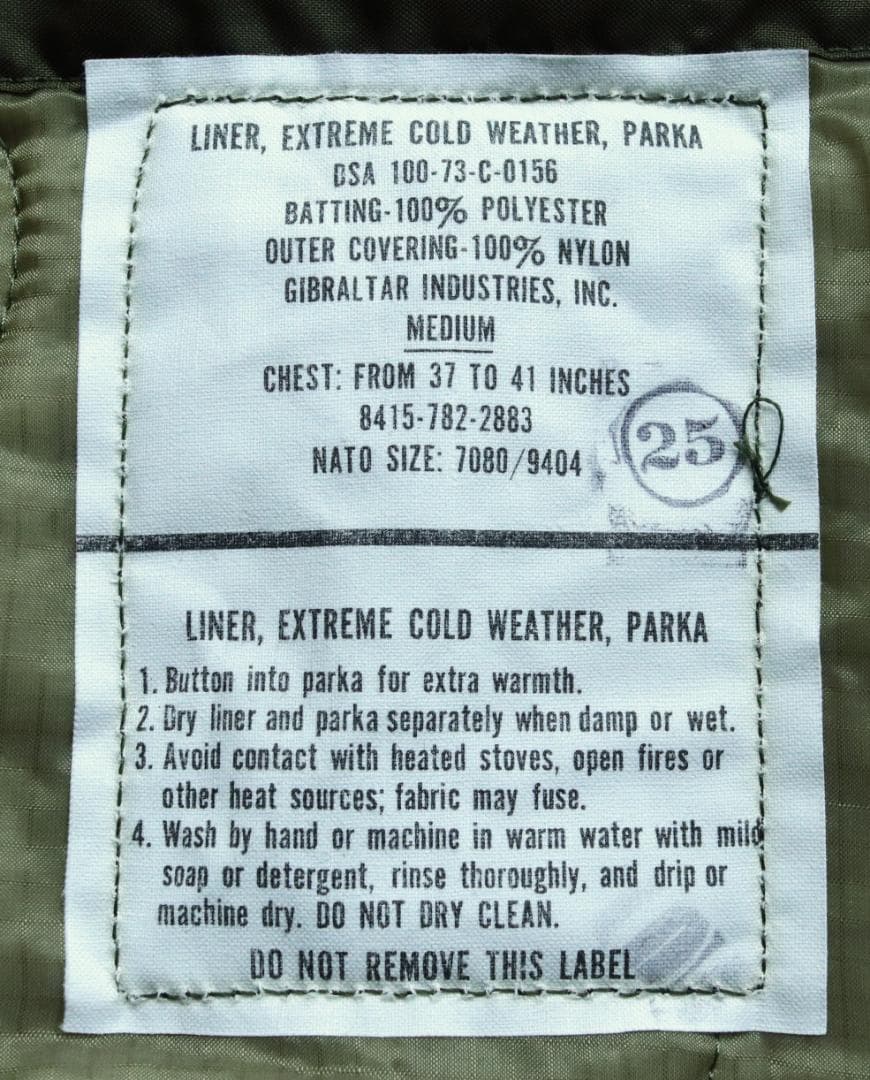 LINER, EXTREME COLD WEATHER, PARKA
DSA 100-73-C-0156
BATTING-100% POLYESTER
OUTER COVERING-100% NYLON
GIBRALTAR INDUSTRIES, INC.
MEDIUM
CHEST: FROM 37 TO 41 INCHES
8415-782-2883
NATO SIZE: 7080/9404
25
LINER, EXTREME COLD WEATHER, PARKA
1. Button into parka for extra warmth.
2. Dry liner and parka separately when damp or wet.
3. Avoid contact with heated stoves, open fires or
other heat sources; fabric may fuse.
4. Wash by hand or machine in warm water with mild
soap or detergent, rinse thoroughly, and drip or
machine dry. DO NOT DRY CLEAN.
DO NOT REMOVE THIS LABEL